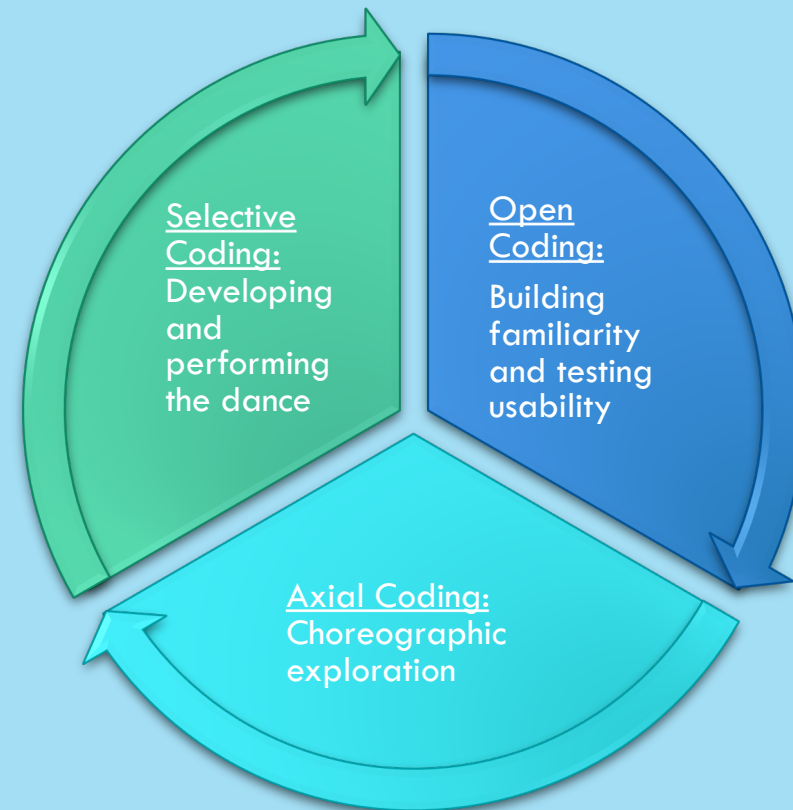 Selective
Coding:
Developing
and
performing
the dance
Open
Coding:
Building
familiarity
and testing
usability
Axial Coding:
Choreographic
exploration